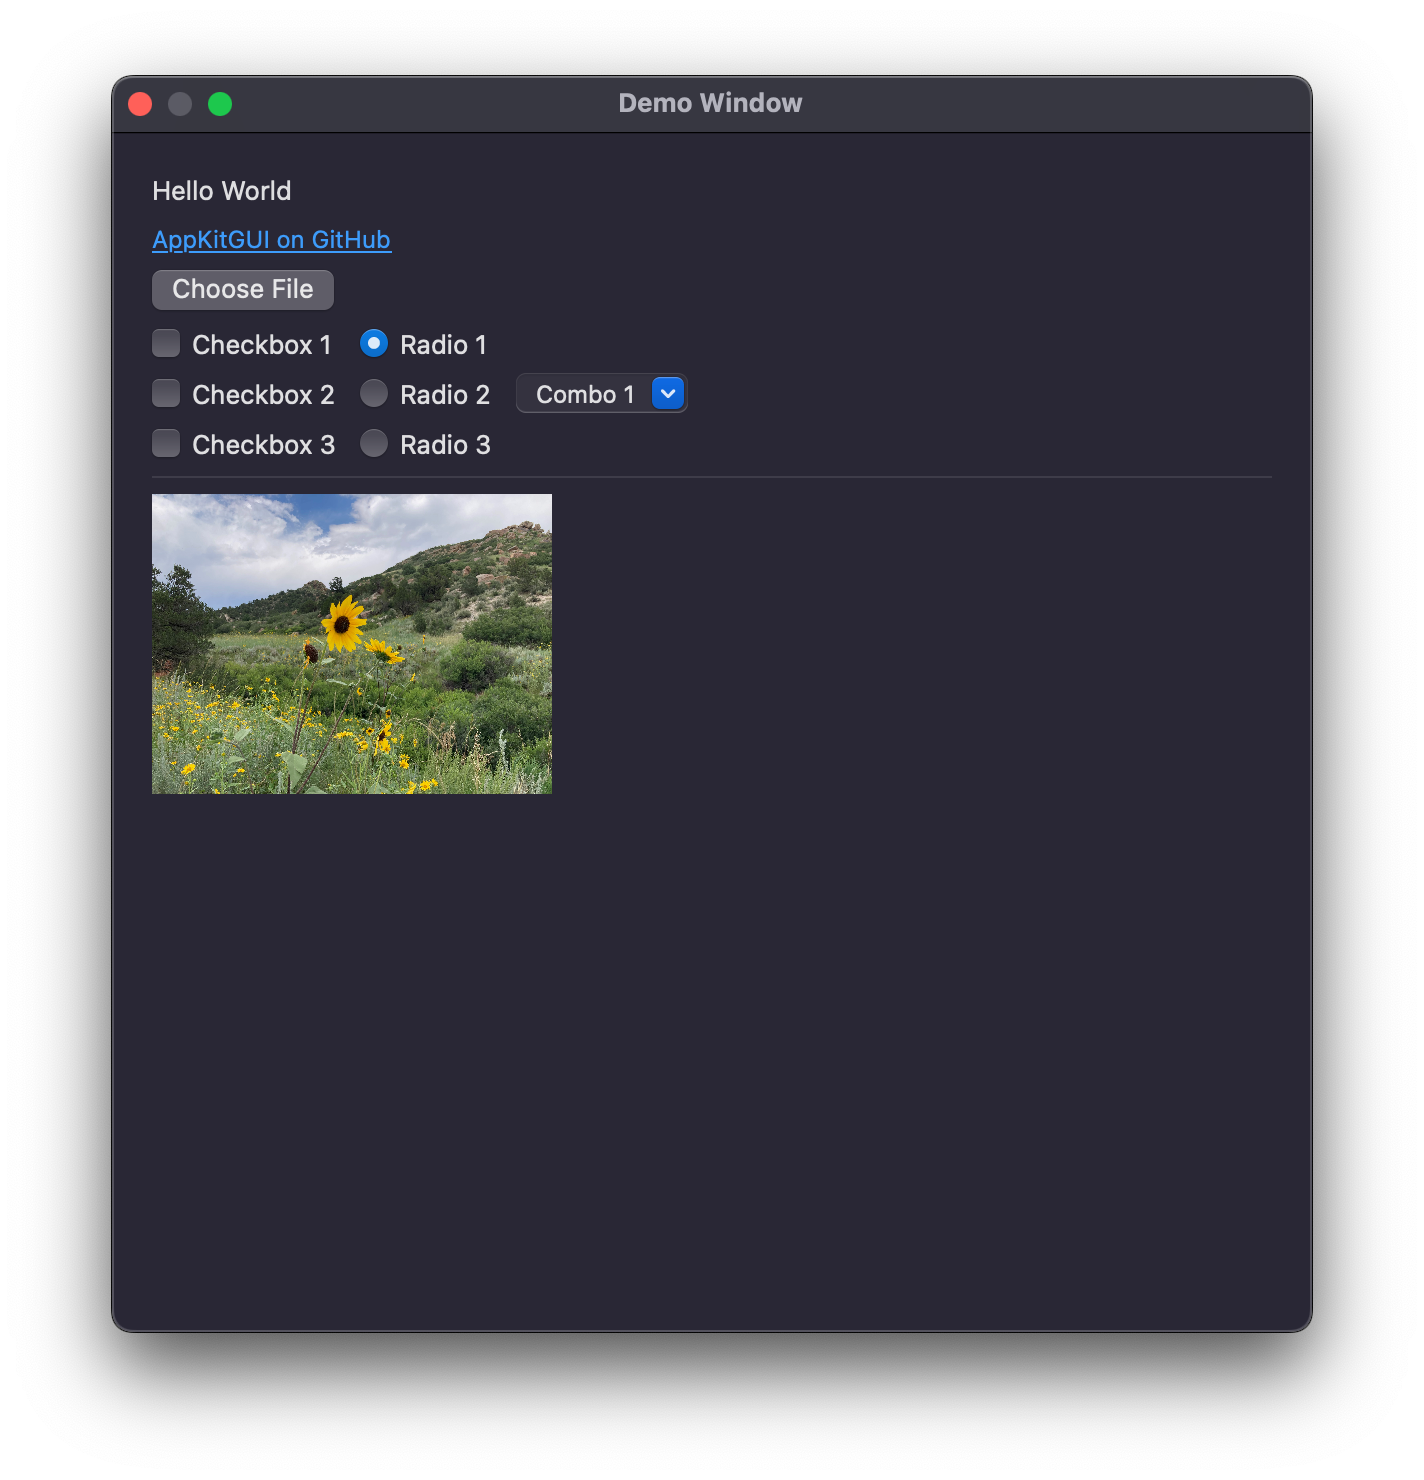 Demo Window
Hello World
AppKitGUI on GitHub
Choose File
Checkbox 1 Radio 1
Checkbox 2 Radio 2 Combo 1
Checkbox 3 Radio 3